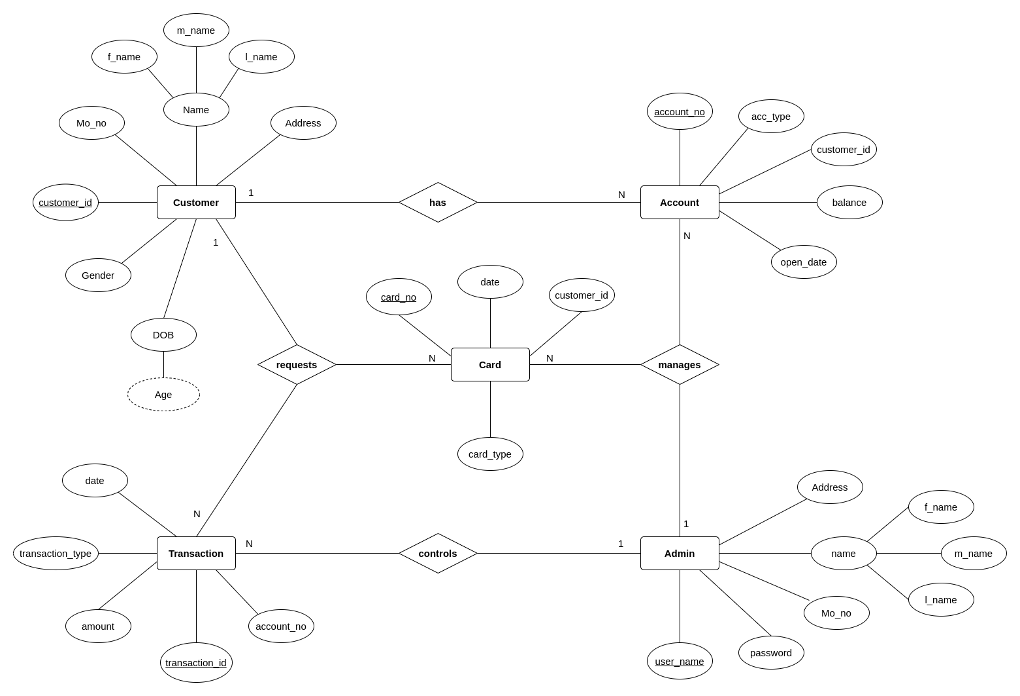 m_name
f_name
l_name
Name
Mo_no
Address
account_no
acc_type
customer_id
customer_id
Customer
1
has
N
Account
balance
1
N
Gender
open_date
card_no
date
customer_id
DOB
requests
N
Card
N
manages
Age
card_type
date
Address
f_name
N
1
transaction_type
Transaction
N
controls
1
Admin
name
m_name
l_name
amount
account_no
Mo_no
transaction_id
user_name
password